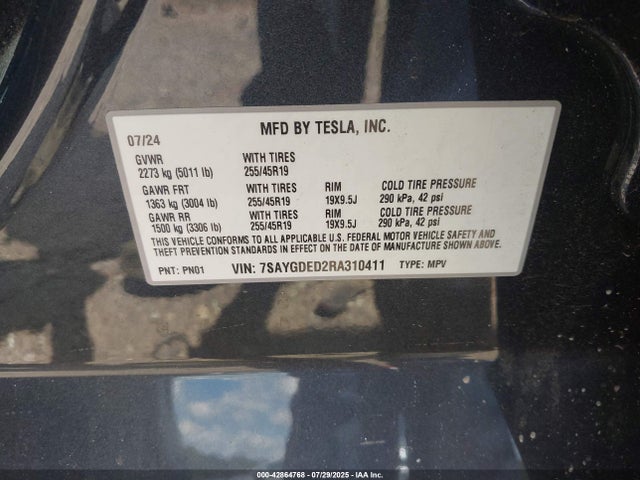 07/24 MFD BY TESLA, INC.
GVWR WITH TIRES
2273 kg (5011 lb) 255/45R19
GAWR FRT WITH TIRES RIM COLD TIRE PRESSURE
1363 kg (3004 lb) 255/45R19 19X9.5J 290 kPa, 42 psi
GAWR RR WITH TIRES RIM COLD TIRE PRESSURE
1500 kg (3306 lb) 255/45R19 19X9.5J 290 kPa, 42 psi
THIS VEHICLE CONFORMS TO ALL APPLICABLE U.S. FEDERAL MOTOR VEHICLE SAFETY AND
THEFT PREVENTION STANDARDS IN EFFECT ON THE DATE OF MANUFACTURE SHOWN ABOVE.
PNT: PN01 VIN: 7SAYGDED2RA310411 TYPE: MPV
000-42864768 | 07/29/2025 - IAA Inc.